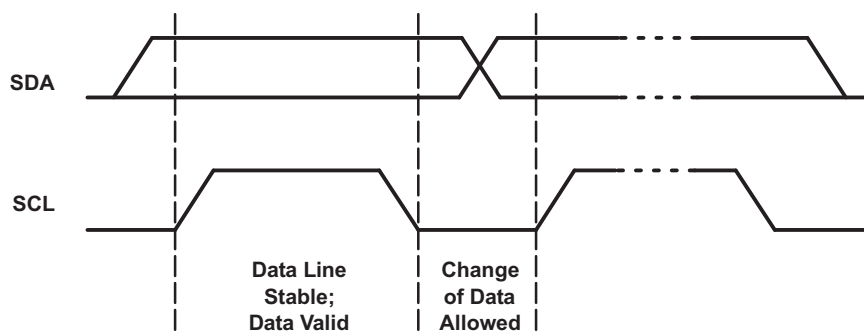 SDA
SCL
Data Line
Stable;
Data Valid
Change
of Data
Allowed